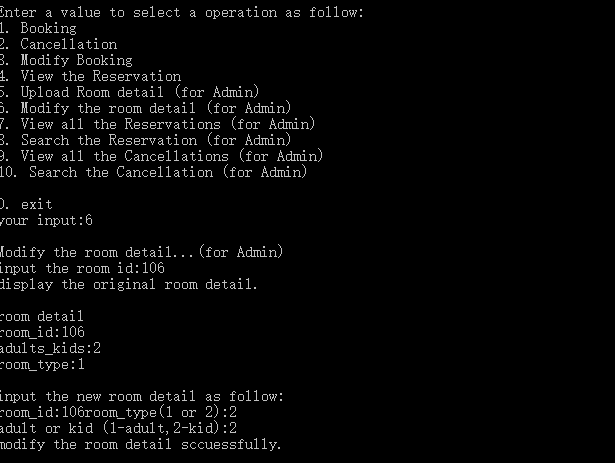 Enter a value to select a operation as follow:
1. Booking
2. Cancellation
3. Modify Booking
4. View the Reservation
5. Upload Room detail (for Admin)
6. Modify the room detail (for Admin)
7. View all the Reservations (for Admin)
8. Search the Reservation (for Admin)
9. View all the Cancellations (for Admin)
10. Search the Cancellation (for Admin)
0. exit
your input:6
Modify the room detail...(for Admin)
input the room id:106
display the original room detail.
room detail
room_id:106
adults_kids:2
room_type:1
input the new room detail as follow:
room_id:106room_type(1 or 2):2
adult or kid (1-adult,2-kid):2
modify the room detail sccuessfully.